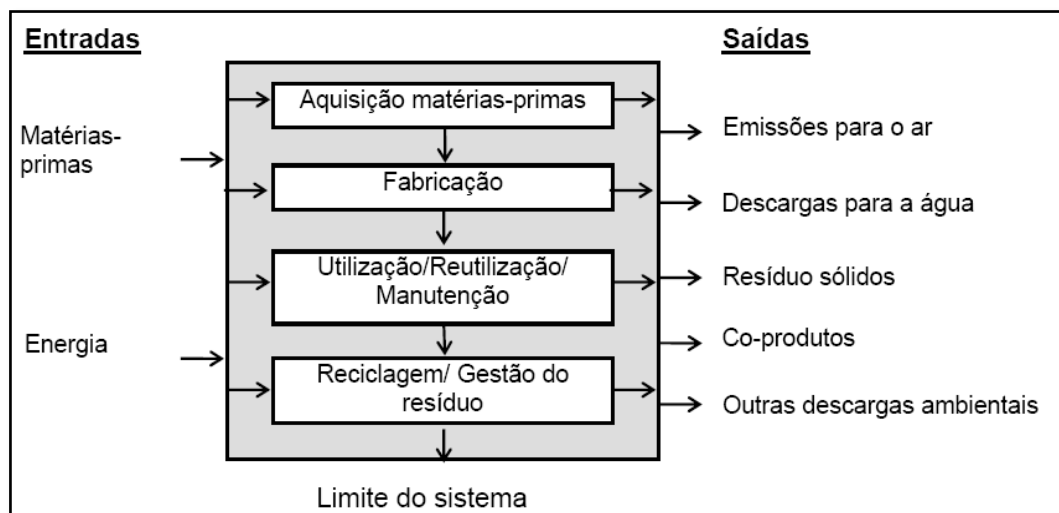 Entradas
Saídas
Aquisição matérias-primas
Matérias-
primas
Emissões para o ar
Fabricação
Descargas para a água
Utilização/Reutilização/
Manutenção
Resíduo sólidos
Energia
Co-produtos
Reciclagem/ Gestão do
resíduo
Outras descargas ambientais
Limite do sistema